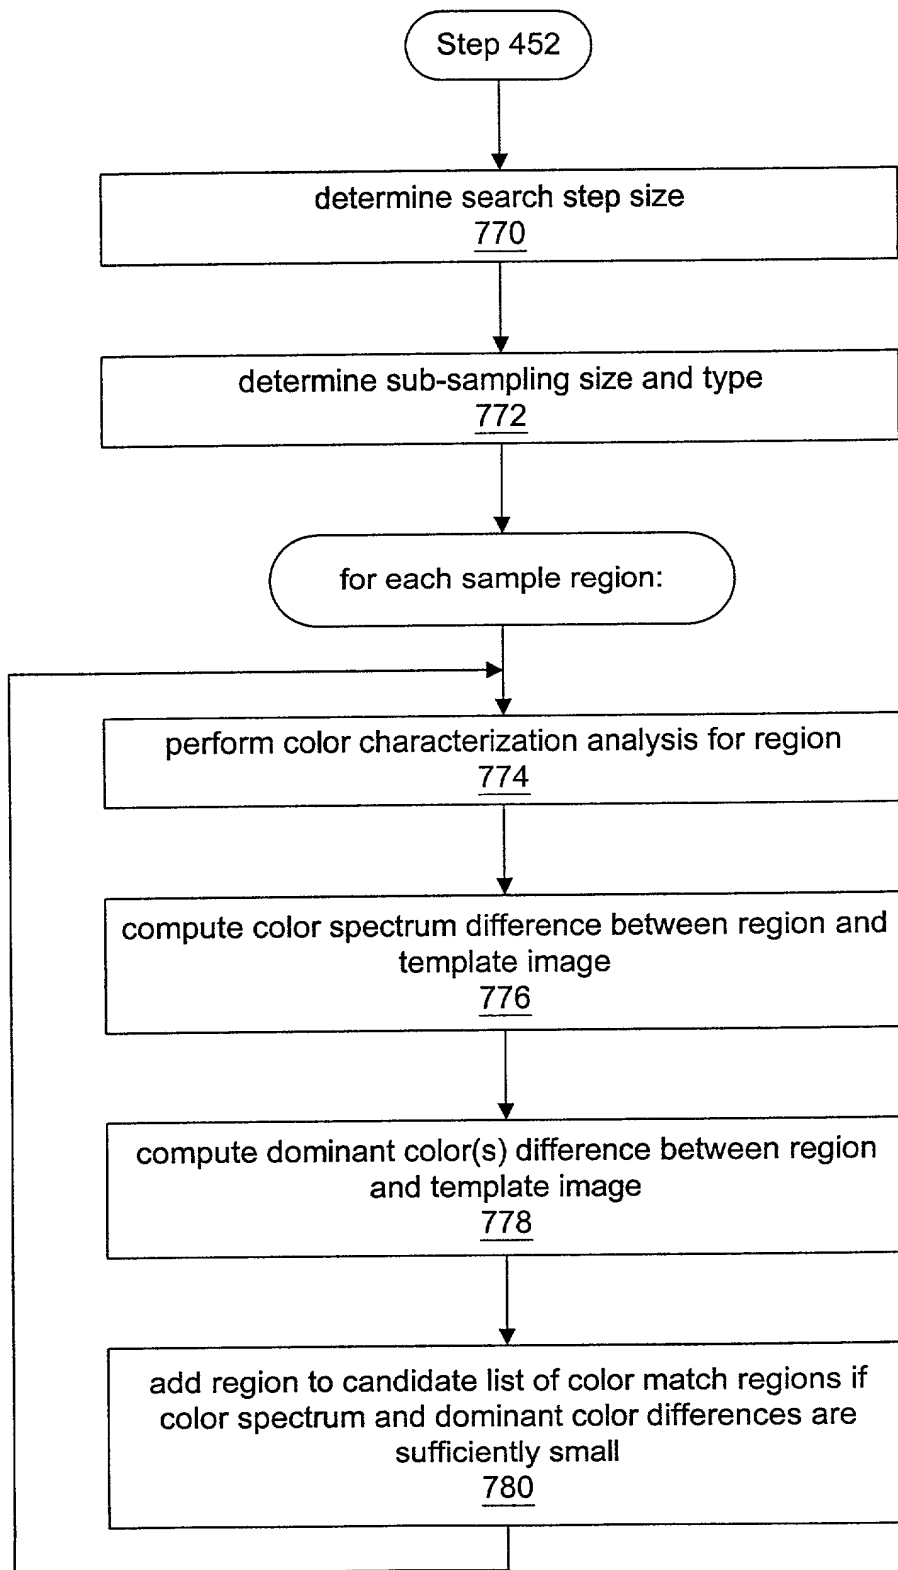 Step 452
determine search step size
770
determine sub-sampling size and type
772
for each sample region:
perform color characterization analysis for region
774
compute color spectrum difference between region and
template image
776
compute dominant color(s) difference between region
and template image
778
add region to candidate list of color match regions if
color spectrum and dominant color differences are
sufficiently small
780